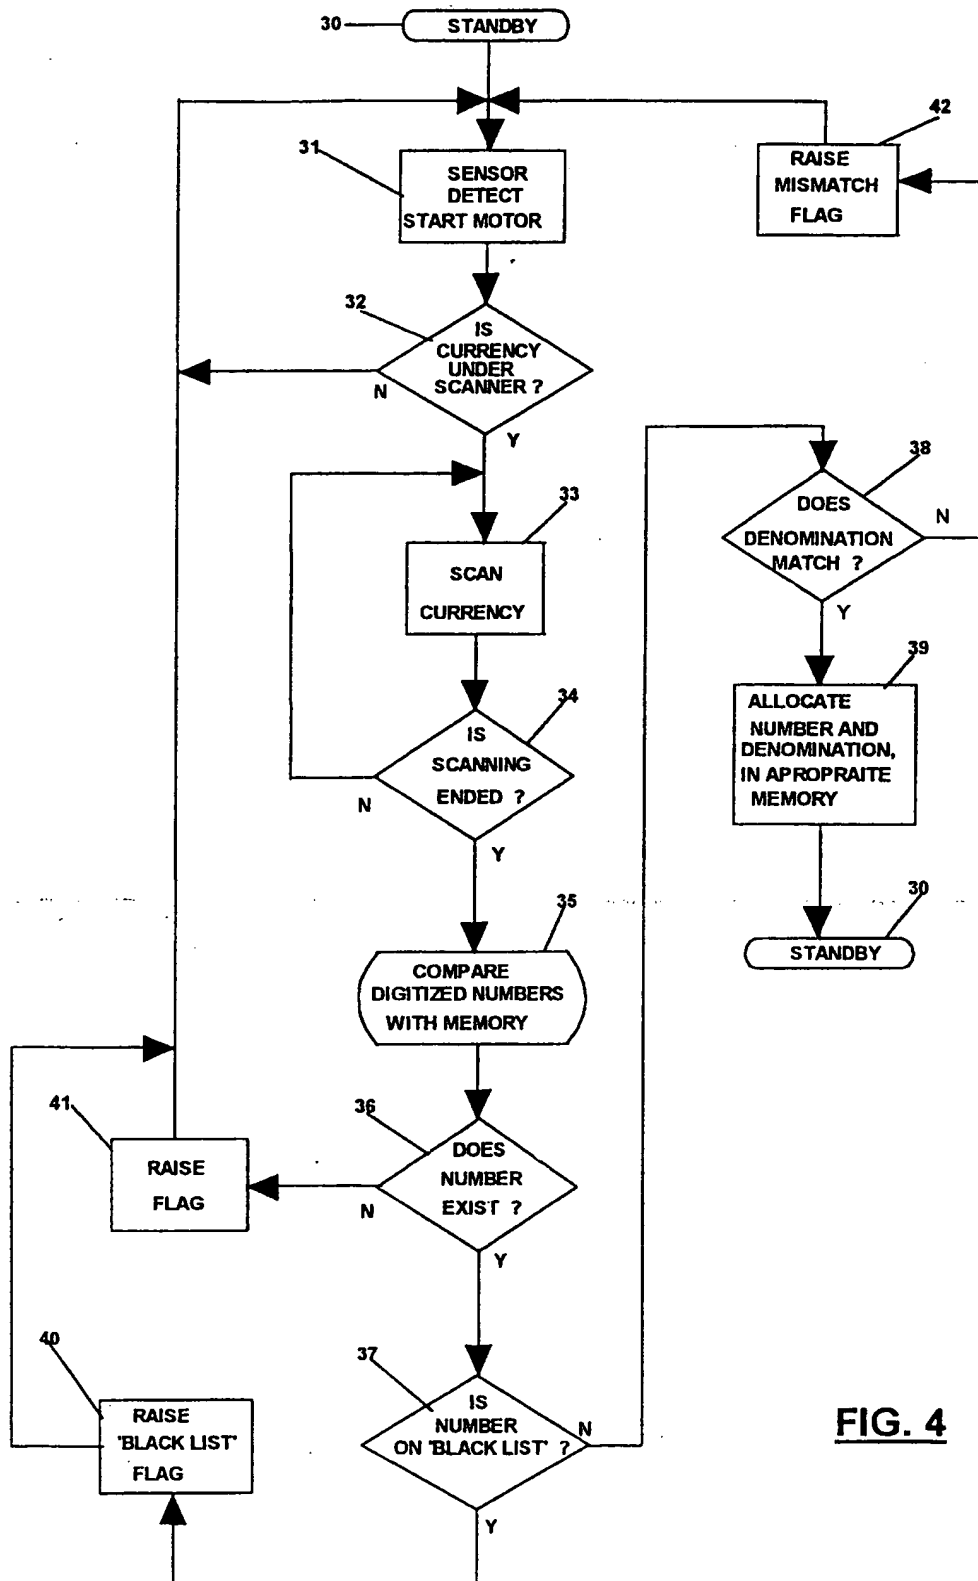 30
STANDBY
42
31
SENSOR
DETECT
START MOTOR
RAISE
MISMATCH
FLAG
32
IS
CURRENCY
UNDER
SCANNER ?
N
Y
33
SCAN
CURRENCY
38
DOES
DENOMINATION
MATCH ?
N
Y
34
IS
SCANNING
ENDED ?
N
Y
39
ALLOCATE
NUMBER AND
DENOMINATION,
IN APROPRAITE
MEMORY
35
COMPARE
DIGITIZED NUMBERS
WITH MEMORY
30
STANDBY
36
DOES
NUMBER
EXIST ?
N
Y
41
RAISE
FLAG
40
RAISE
'BLACK LIST'
FLAG
37
IS
NUMBER
ON 'BLACK LIST' ?
N
Y
FIG. 4